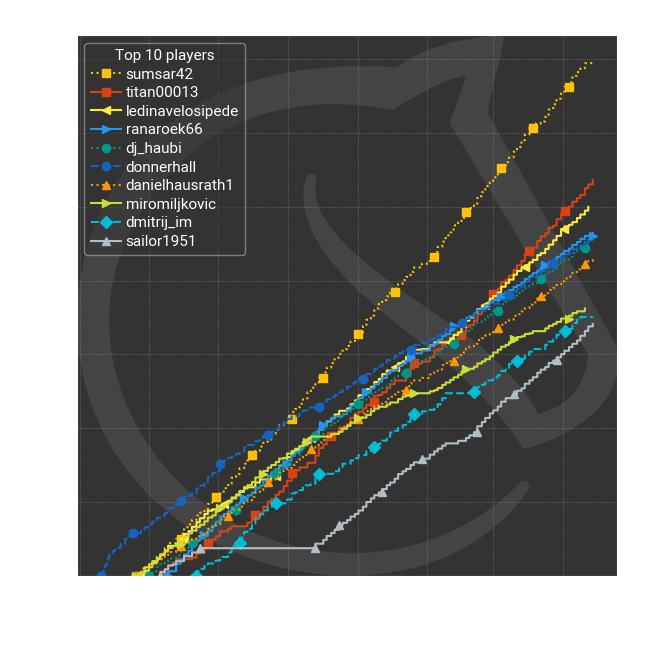 Top 10 players
sumsar42
titan00013
ledinavelosipede
ranaroek66
dj_haubi
donnerhall
danielhausrath1
miromiljkovic
dmitrij_im
sailor1951